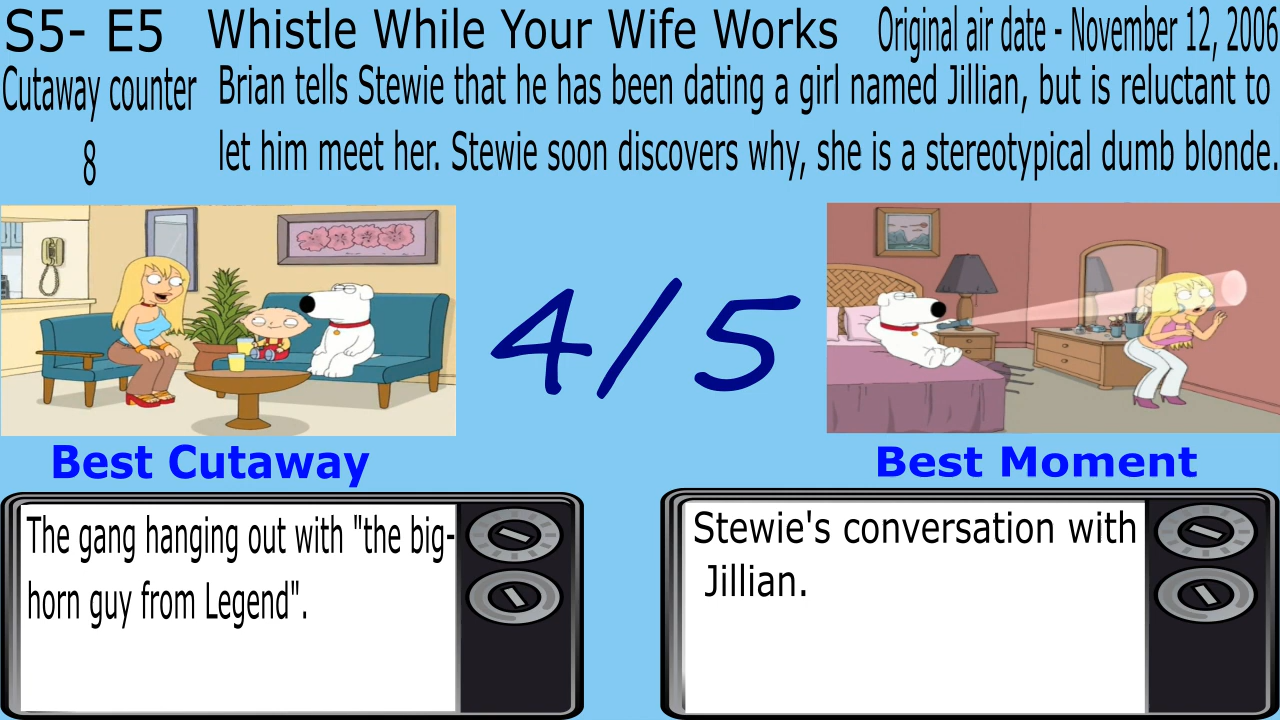 S5- E5
Whistle While Your Wife Works
Original air date - November 12, 2006
Cutaway counter
8
Brian tells Stewie that he has been dating a girl named Jillian, but is reluctant to
let him meet her. Stewie soon discovers why, she is a stereotypical dumb blonde.
4/5
Best Cutaway
Best Moment
The gang hanging out with "the big-
horn guy from Legend".
Stewie's conversation with
Jillian.